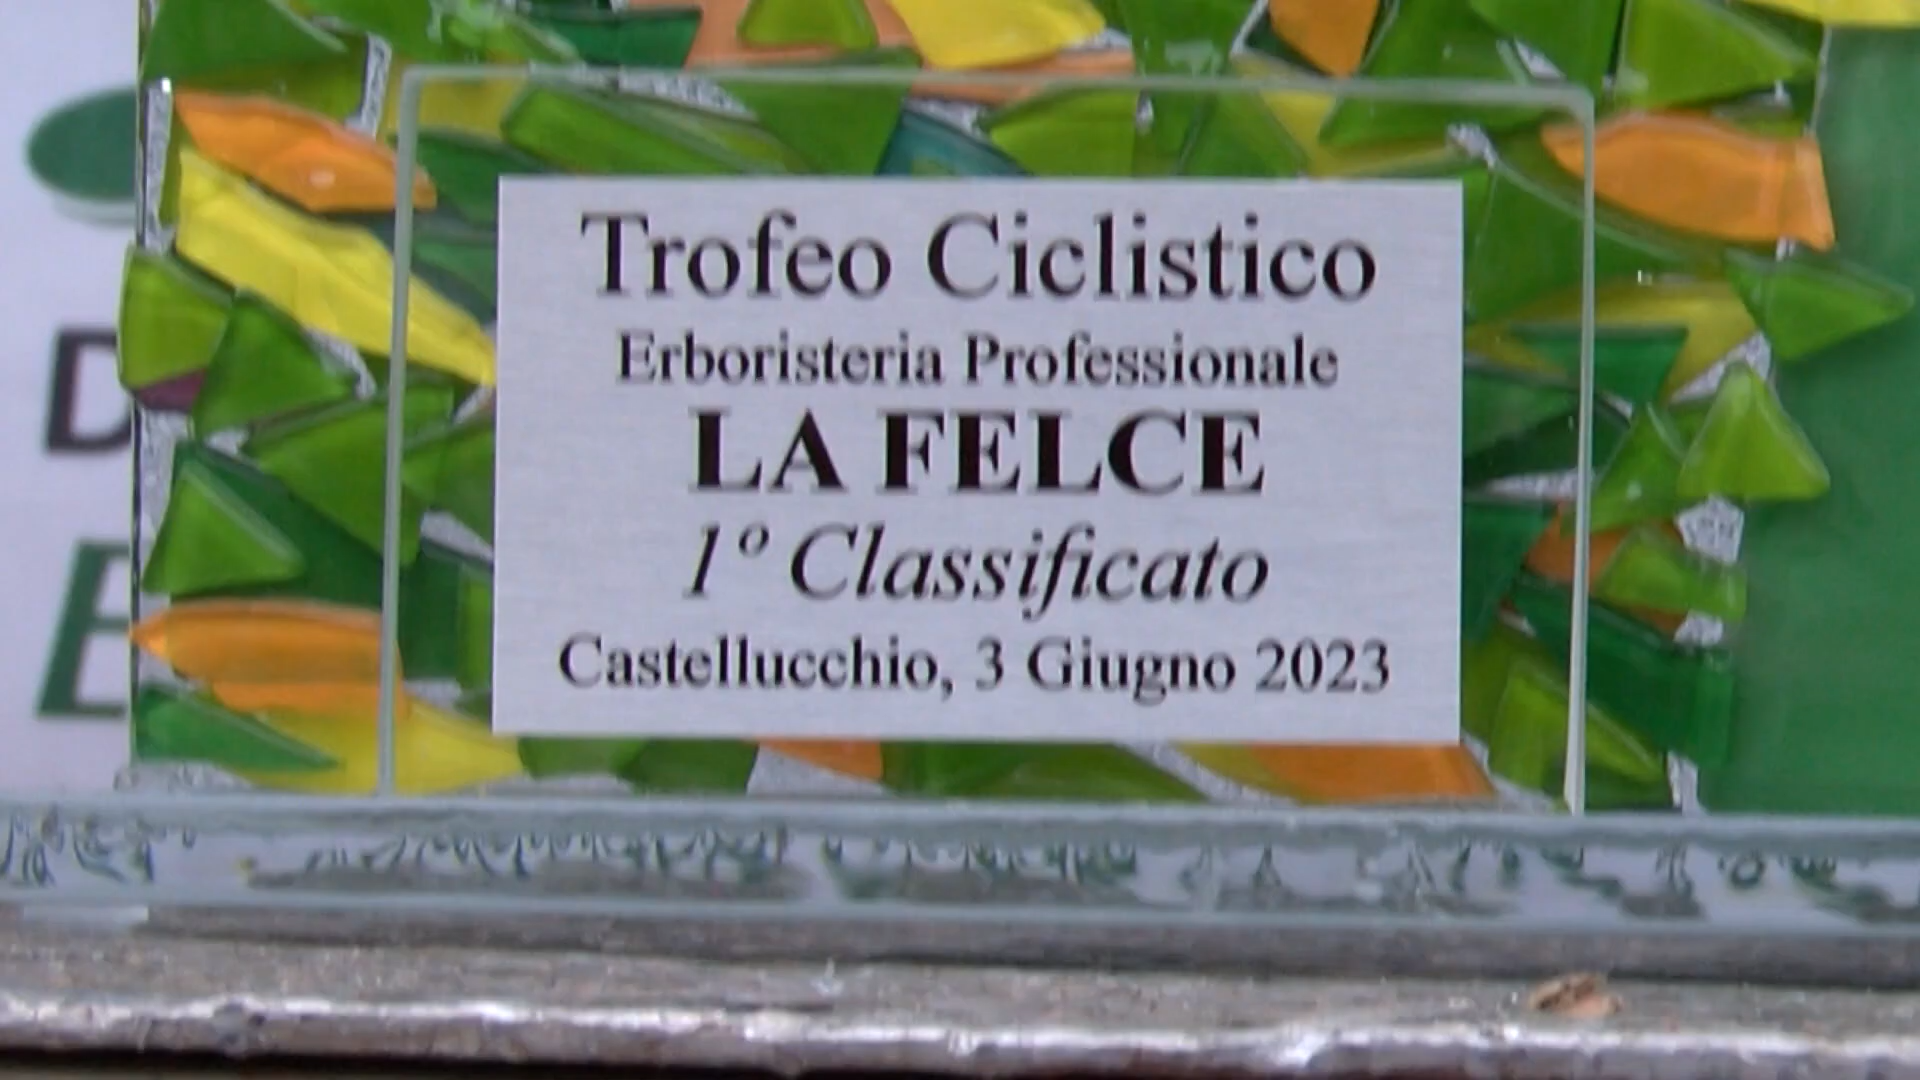 Trofeo Ciclistico
Erboristeria Professionale
LA FELCE
1° Classificato
Castellucchio, 3 Giugno 2023
D
E